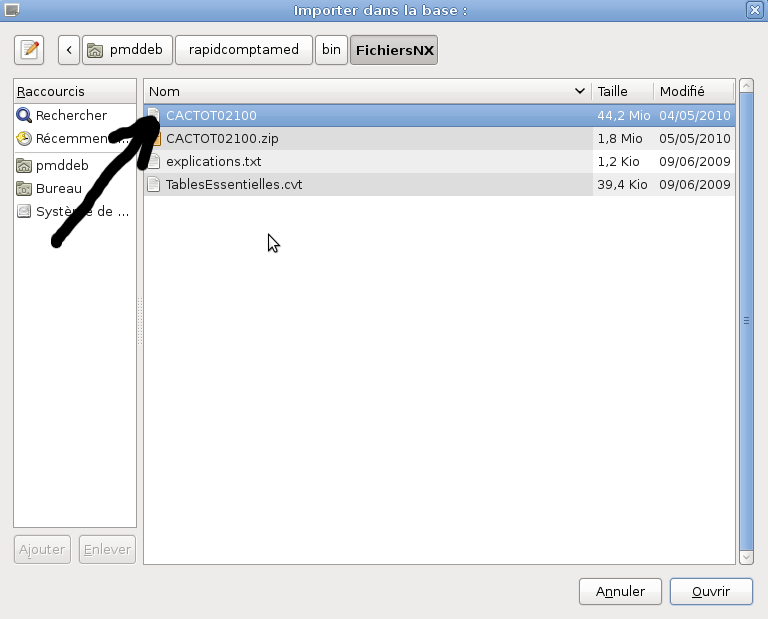 Importer dans la base :
pmddeb rapidcomptamed bin FichiersNX
Raccourcis
Rechercher
Récemmen...
pmddeb
Bureau
Système de ...
Nom Taille Modifié
CACTOT02100 44,2 Mio 04/05/2010
CACTOT02100.zip 1,8 Mio 05/05/2010
explications.txt 1,2 Kio 09/06/2009
TablesEssentielles.cvt 39,4 Kio 09/06/2009
Ajouter Enlever
Annuler Ouvrir